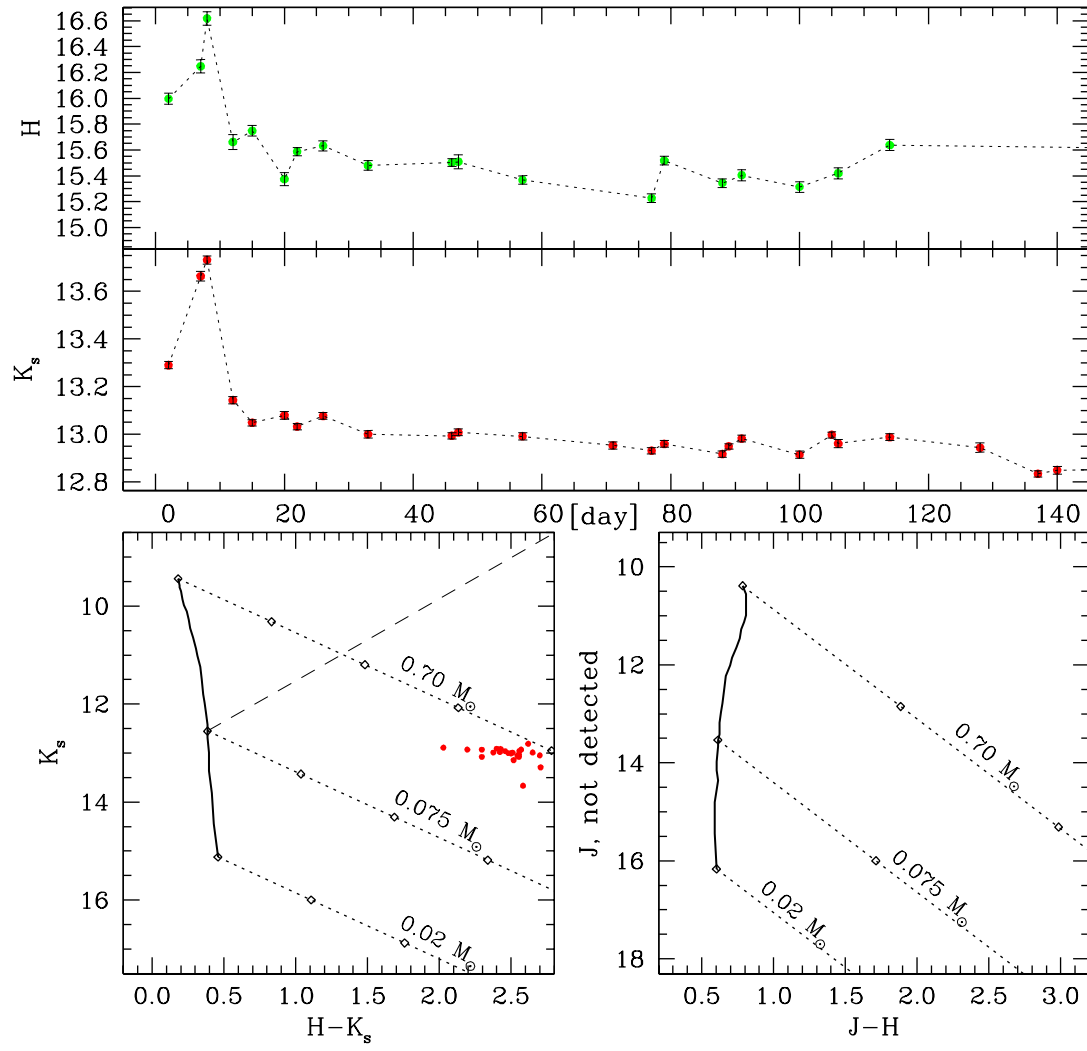 16.6
16.4
16.2
16.0
15.8
15.6
15.4
15.2
15.0
H
13.6
13.4
13.2
13.0
12.8
Ks
0 20 40 60 [day] 80 100 120 140
10
12
14
16
Ks
0.70 M⊙
0.075 M⊙
0.02 M⊙
0.0 0.5 1.0 1.5 2.0 2.5
H−Ks
10
12
14
16
18
J, not detected
0.70 M⊙
0.075 M⊙
0.02 M⊙
0.5 1.0 1.5 2.0 2.5 3.0
J−H